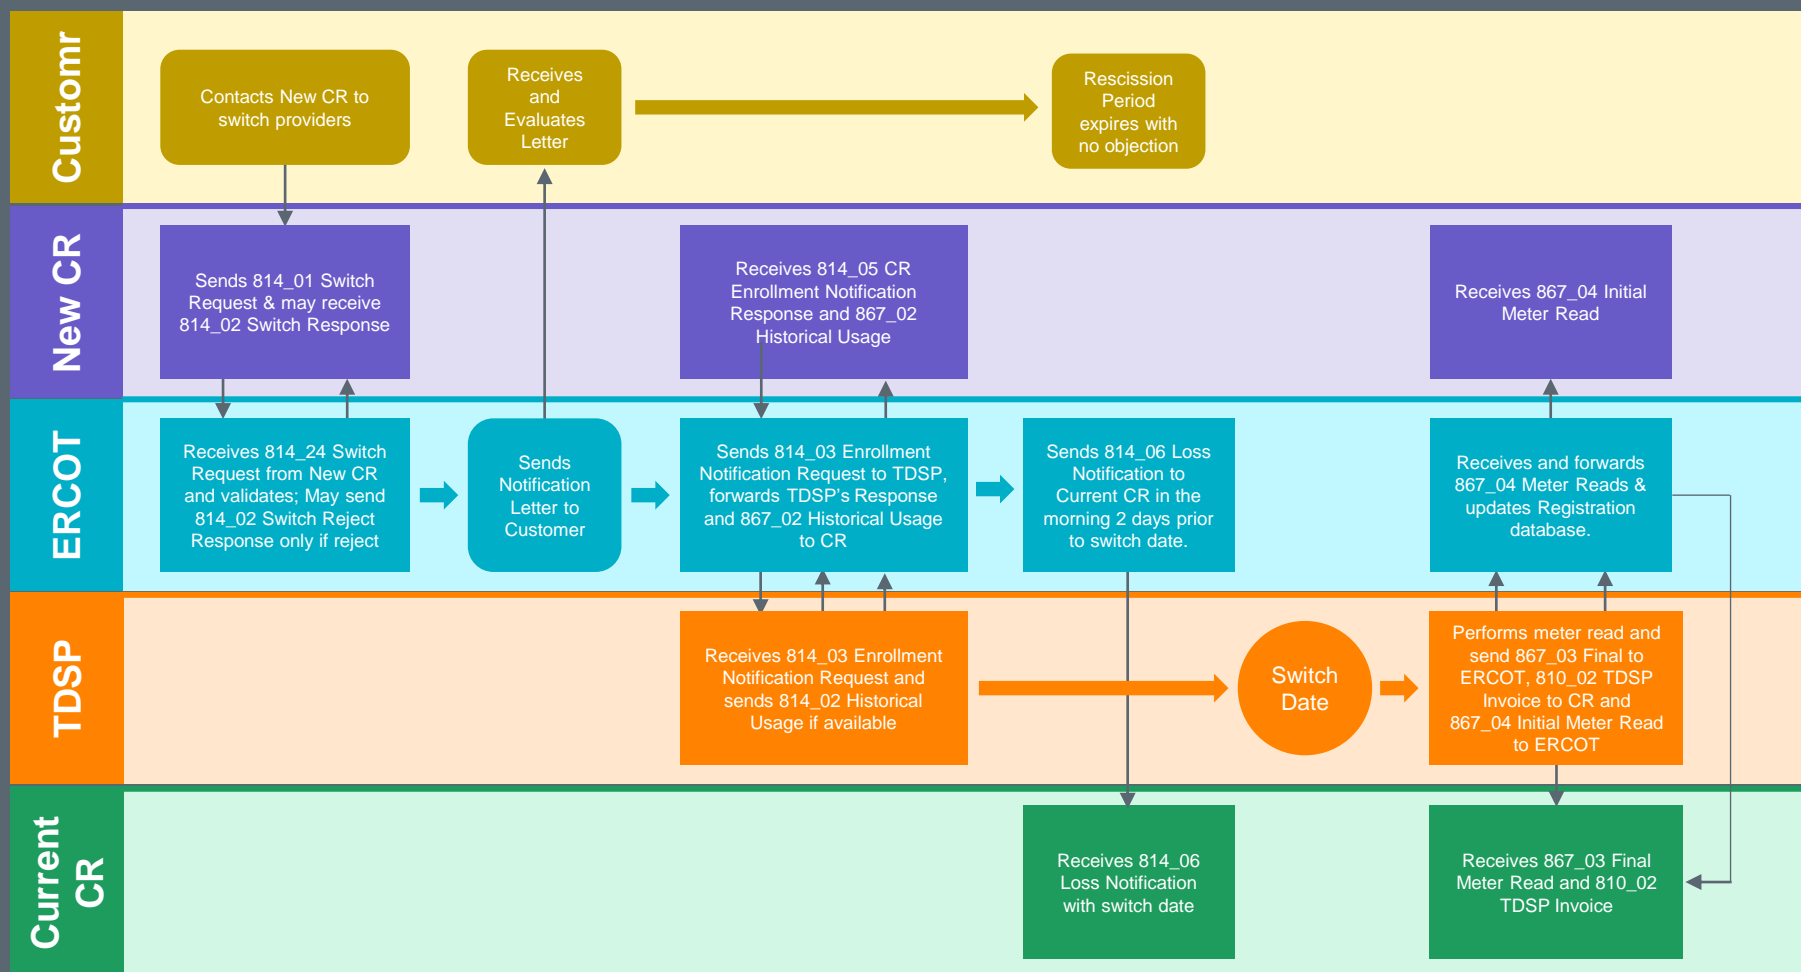 Customr
Contacts New CR to
switch providers
Receives
and
Evaluates
Letter
Rescission
Period
expires with
no objection
New CR
Sends 814_01 Switch
Request & may receive
814_02 Switch Response
Receives 814_05 CR
Enrollment Notification
Response and 867_02
Historical Usage
Receives 867_04 Initial
Meter Read
ERCOT
Receives 814_24 Switch
Request from New CR
and validates; May send
814_02 Switch Reject
Response only if reject
Sends
Notification
Letter to
Customer
Sends 814_03 Enrollment
Notification Request to TDSP,
forwards TDSP’s Response
and 867_02 Historical Usage
to CR
Sends 814_06 Loss
Notification to
Current CR in the
morning 2 days prior
to switch date.
Receives and forwards
867_04 Meter Reads &
updates Registration
database.
TDSP
Receives 814_03 Enrollment
Notification Request and
sends 814_02 Historical
Usage if available
Switch
Date
Performs meter read and
send 867_03 Final to
ERCOT, 810_02 TDSP
Invoice to CR and
867_04 Initial Meter Read
to ERCOT
Current
CR
Receives 814_06
Loss Notification
with switch date
Receives 867_03 Final
Meter Read and 810_02
TDSP Invoice